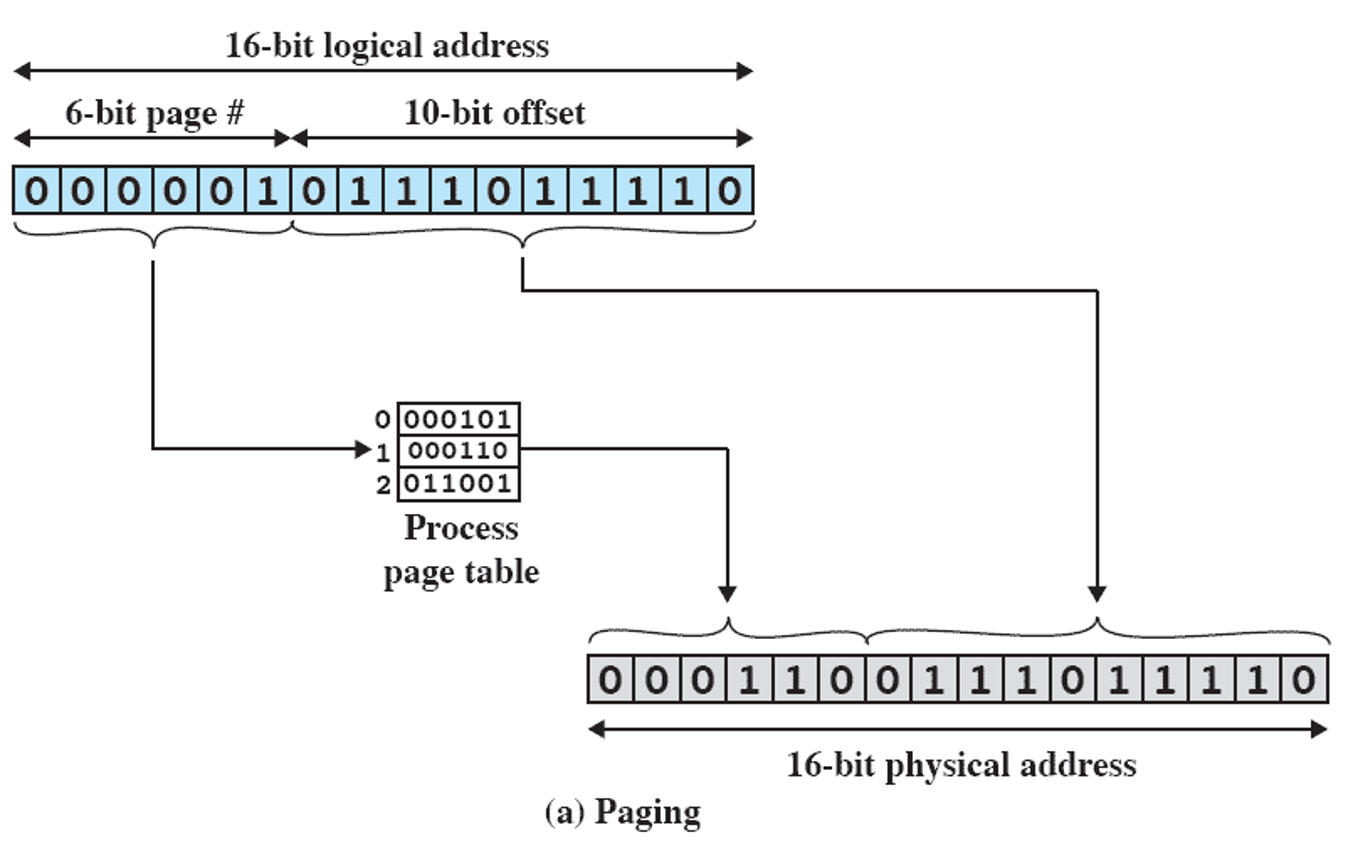 16-bit logical address
6-bit page # 10-bit offset
0 0 0 0 0 1 0 1 1 1 0 1 1 1 1 0
0 000101
1 000110
2 011001
Process
page table
0 0 0 1 1 0 0 1 1 1 0 1 1 1 1 0
16-bit physical address
(a) Paging